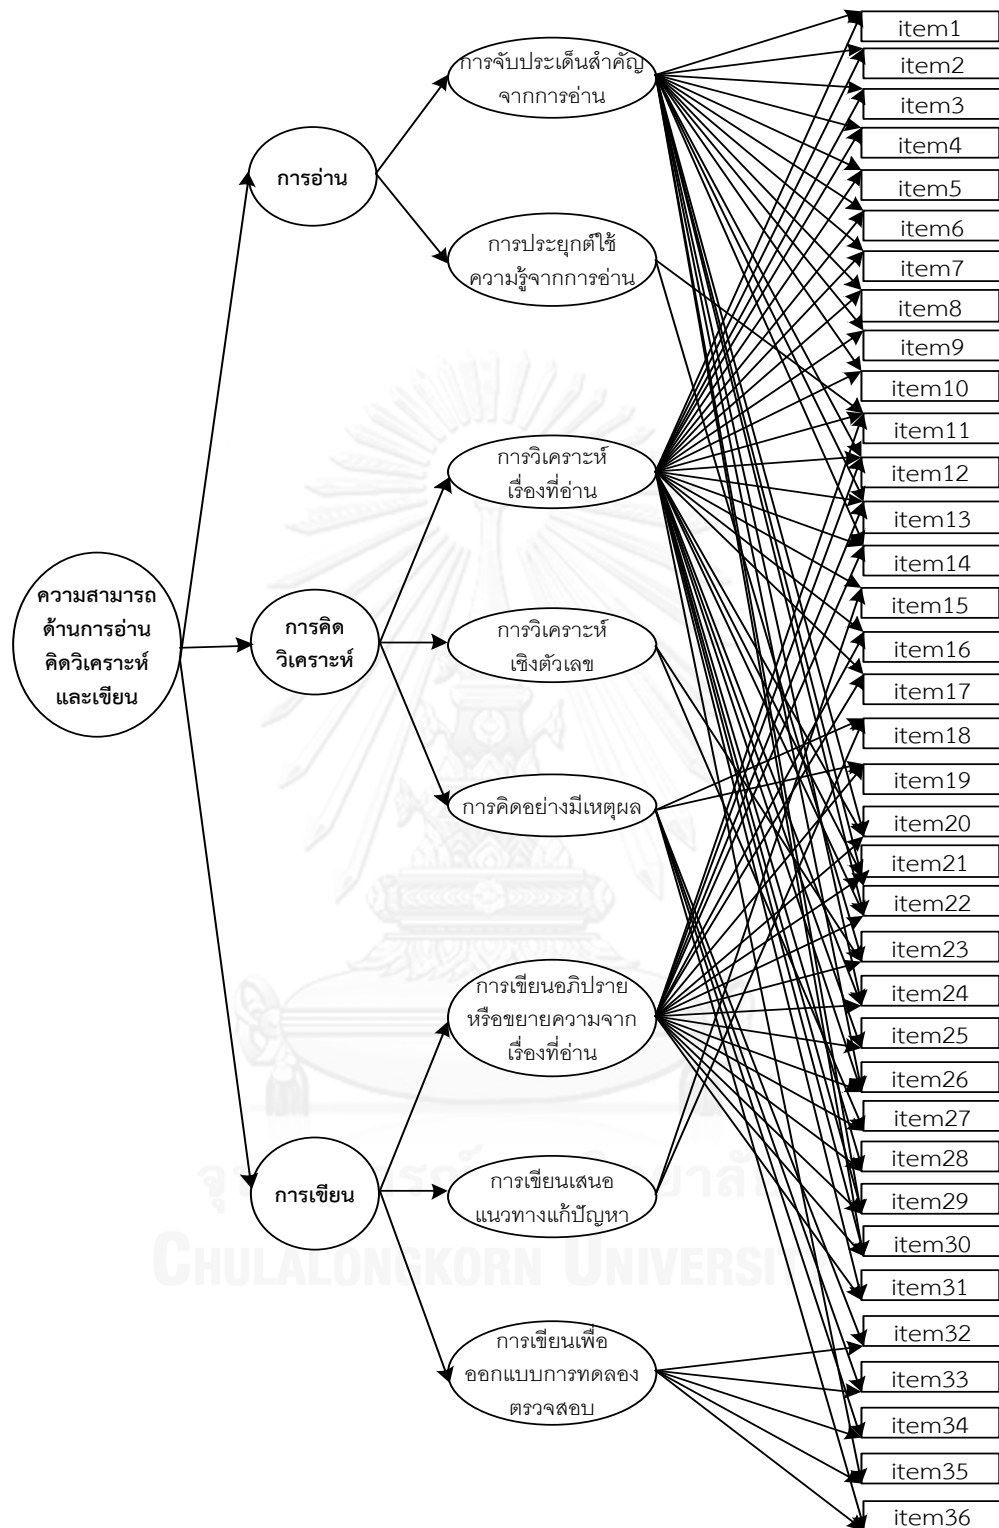 การจับประเด็นสำคัญ
จากการอ่าน
การอ่าน
การประยุกต์ใช้
ความรู้จากการอ่าน
การวิเคราะห์
เรื่องที่อ่าน
ความสามารถ
ด้านการอ่าน
คิดวิเคราะห์
และเขียน
การคิด
วิเคราะห์
การวิเคราะห์
เชิงตัวเลข
การคิดอย่างมีเหตุผล
การเขียนอภิปราย
หรือขยายความจาก
เรื่องที่อ่าน
การเขียน
การเขียนเสนอ
แนวทางแก้ปัญหา
การเขียนเพื่อ
ออกแบบการทดลอง
ตรวจสอบ
item1
item2
item3
item4
item5
item6
item7
item8
item9
item10
item11
item12
item13
item14
item15
item16
item17
item18
item19
item20
item21
item22
item23
item24
item25
item26
item27
item28
item29
item30
item31
item32
item33
item34
item35
item36
CHULALONGKORN